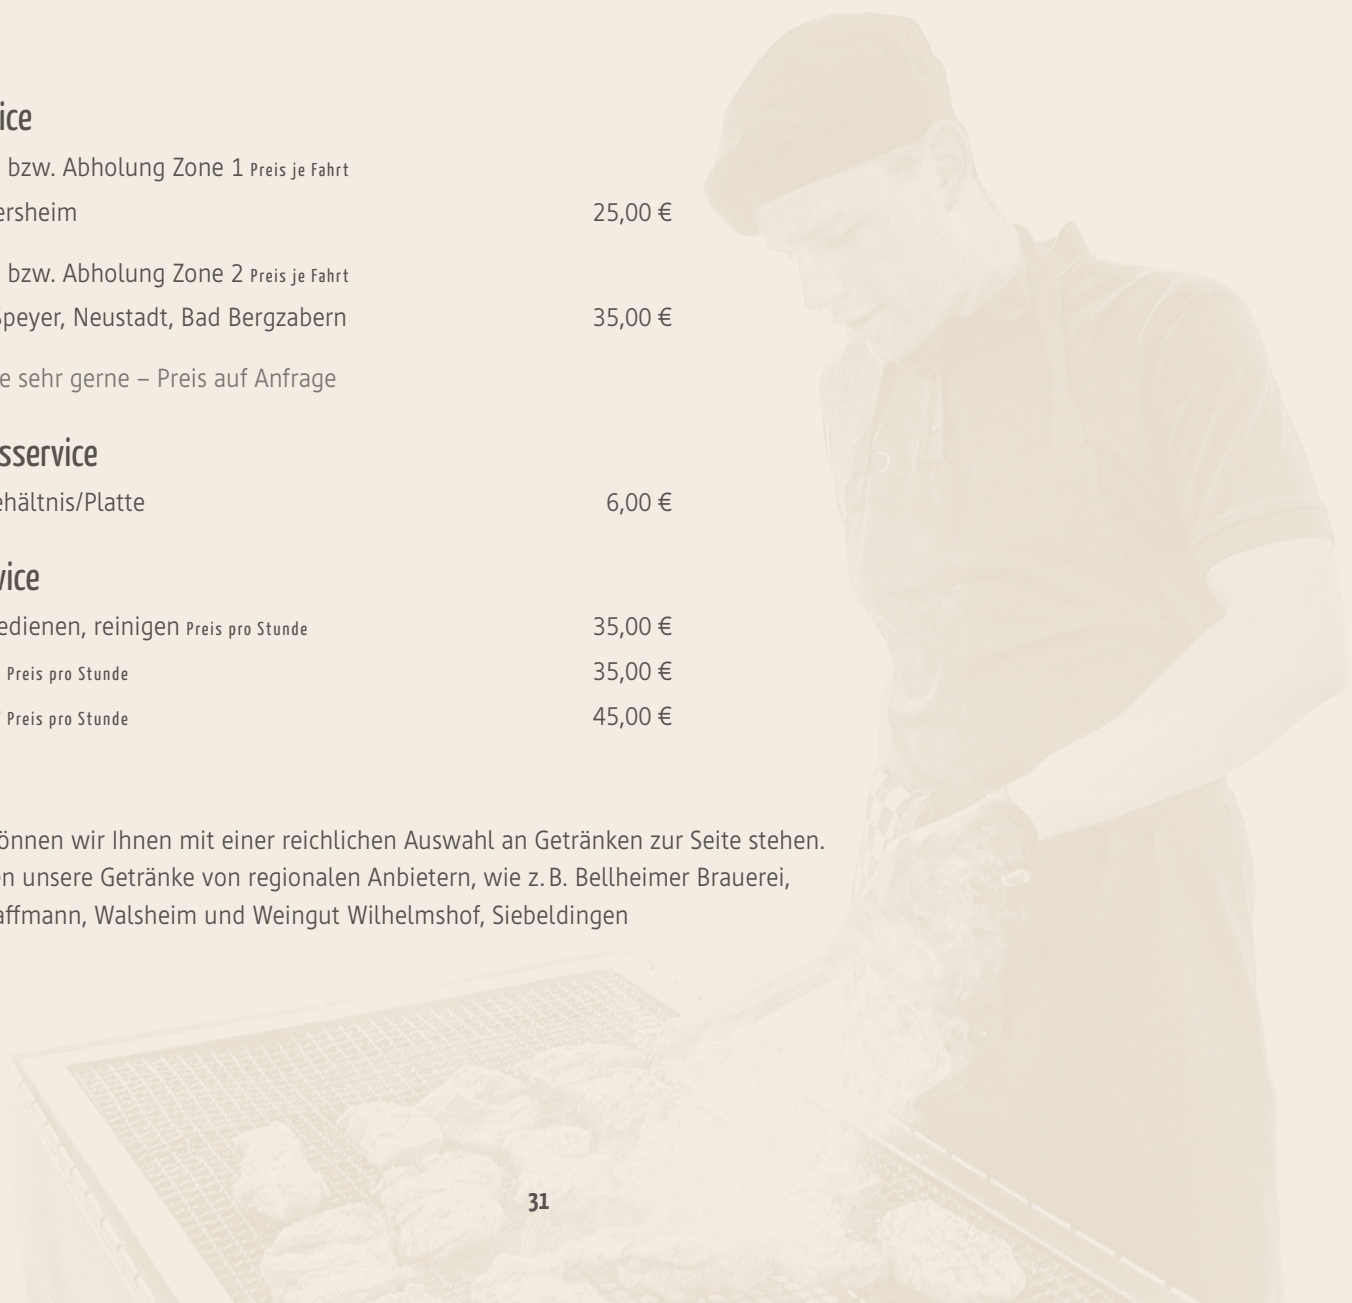 ice
bzw. Abholung Zone 1 Preis je Fahrt
ersheim 25,00 €
bzw. Abholung Zone 2 Preis je Fahrt
Speyer, Neustadt, Bad Bergzabern 35,00 €
e sehr gerne – Preis auf Anfrage
sservice
ehältnis/Platte 6,00 €
vice
edienen, reinigen Preis pro Stunde 35,00 €
Preis pro Stunde 35,00 €
Preis pro Stunde 45,00 €
önnen wir Ihnen mit einer reichlichen Auswahl an Getränken zur Seite stehen.
en unsere Getränke von regionalen Anbietern, wie z. B. Bellheimer Brauerei,
affmann, Walsheim und Weingut Wilhelmshof, Siebeldingen
31